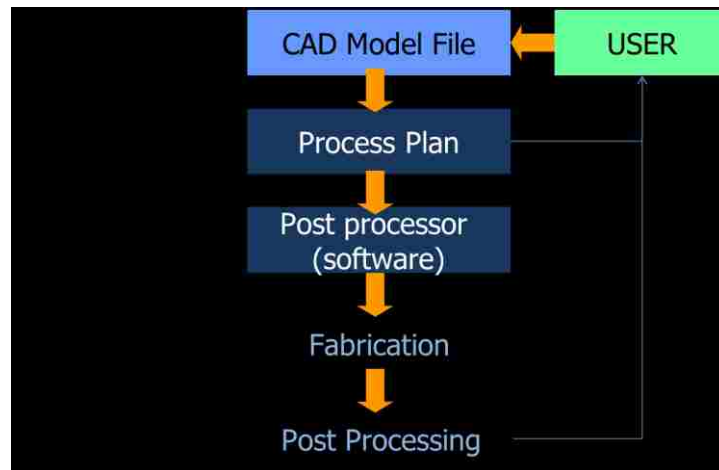 CAD Model File
USER
Process Plan
Post processor
(software)
Fabrication
Post Processing